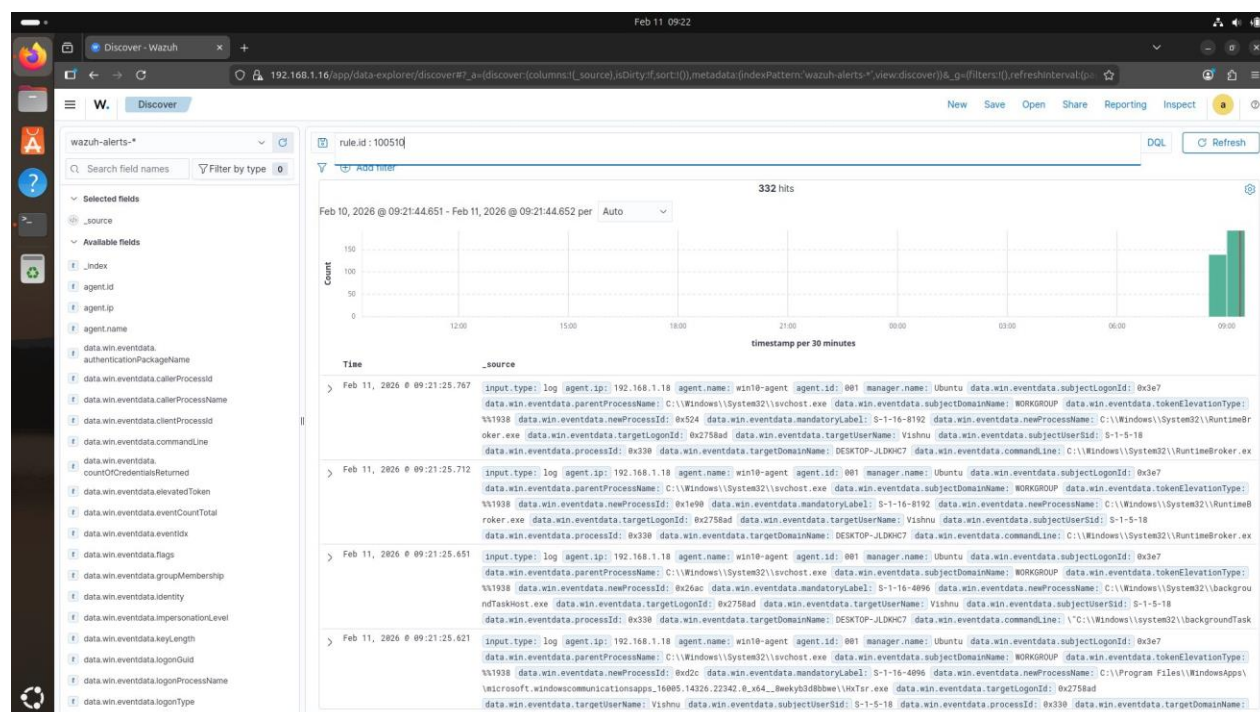 Feb 11 09:22
Discover - Wazuh
192.168.1.16/app/data-explorer/discover#?_a=(discover:(columns:!(_source),isDirty:!f,sort:!()),metadata:(indexPattern:'wazuh-alerts-*',view:discover))&_g=(filters:!(),refreshInterval:(pa
W. Discover New Save Open Share Reporting Inspect a
wazuh-alerts-* rule.id : 100510 DQL Refresh
Search field names Filter by type 0 Add filter
Selected fields
_source
Available fields
_index
agent.id
agent.ip
agent.name
data.win.eventdata.
authenticationPackageName
data.win.eventdata.callerProcessId
data.win.eventdata.callerProcessName
data.win.eventdata.clientProcessId
data.win.eventdata.commandLine
data.win.eventdata.
countOfCredentialsReturned
data.win.eventdata.elevatedToken
data.win.eventdata.eventCountTotal
data.win.eventdata.eventIdx
data.win.eventdata.flags
data.win.eventdata.groupMembership
data.win.eventdata.identity
data.win.eventdata.impersonationLevel
data.win.eventdata.keyLength
data.win.eventdata.logonGuid
data.win.eventdata.logonProcessName
data.win.eventdata.logonType
332 hits
Feb 10, 2026 @ 09:21:44.651 - Feb 11, 2026 @ 09:21:44.652 per Auto
Count
150
100
50
0
12:00 15:00 18:00 21:00 00:00 03:00 06:00 09:00
timestamp per 30 minutes
Time _source
Feb 11, 2026 @ 09:21:25.767 input.type: log agent.ip: 192.168.1.18 agent.name: win10-agent agent.id: 001 manager.name: Ubuntu data.win.eventdata.subjectLogonId: 0x3e7
data.win.eventdata.parentProcessName: C:\\Windows\\System32\\svchost.exe data.win.eventdata.subjectDomainName: WORKGROUP data.win.eventdata.tokenElevationType:
%%1938 data.win.eventdata.newProcessId: 0x524 data.win.eventdata.mandatoryLabel: S-1-16-8192 data.win.eventdata.newProcessName: C:\\Windows\\System32\\RuntimeBr
oker.exe data.win.eventdata.targetLogonId: 0x2758ad data.win.eventdata.targetUserName: Vishnu data.win.eventdata.subjectUserSid: S-1-5-18
data.win.eventdata.processId: 0x330 data.win.eventdata.targetDomainName: DESKTOP-JLDKHC7 data.win.eventdata.commandLine: C:\\Windows\\System32\\RuntimeBroker.ex
Feb 11, 2026 @ 09:21:25.712 input.type: log agent.ip: 192.168.1.18 agent.name: win10-agent agent.id: 001 manager.name: Ubuntu data.win.eventdata.subjectLogonId: 0x3e7
data.win.eventdata.parentProcessName: C:\\Windows\\System32\\svchost.exe data.win.eventdata.subjectDomainName: WORKGROUP data.win.eventdata.tokenElevationType:
%%1938 data.win.eventdata.newProcessId: 0x1e90 data.win.eventdata.mandatoryLabel: S-1-16-8192 data.win.eventdata.newProcessName: C:\\Windows\\System32\\RuntimeB
roker.exe data.win.eventdata.targetLogonId: 0x2758ad data.win.eventdata.targetUserName: Vishnu data.win.eventdata.subjectUserSid: S-1-5-18
data.win.eventdata.processId: 0x330 data.win.eventdata.targetDomainName: DESKTOP-JLDKHC7 data.win.eventdata.commandLine: C:\\Windows\\System32\\RuntimeBroker.ex
Feb 11, 2026 @ 09:21:25.651 input.type: log agent.ip: 192.168.1.18 agent.name: win10-agent agent.id: 001 manager.name: Ubuntu data.win.eventdata.subjectLogonId: 0x3e7
data.win.eventdata.parentProcessName: C:\\Windows\\System32\\svchost.exe data.win.eventdata.subjectDomainName: WORKGROUP data.win.eventdata.tokenElevationType:
%%1938 data.win.eventdata.newProcessId: 0x26ac data.win.eventdata.mandatoryLabel: S-1-16-4096 data.win.eventdata.newProcessName: C:\\Windows\\System32\\backgrou
ndTaskHost.exe data.win.eventdata.targetLogonId: 0x2758ad data.win.eventdata.targetUserName: Vishnu data.win.eventdata.subjectUserSid: S-1-5-18
data.win.eventdata.processId: 0x330 data.win.eventdata.targetDomainName: DESKTOP-JLDKHC7 data.win.eventdata.commandLine: \"C:\\Windows\\system32\\backgroundTask
Feb 11, 2026 @ 09:21:25.621 input.type: log agent.ip: 192.168.1.18 agent.name: win10-agent agent.id: 001 manager.name: Ubuntu data.win.eventdata.subjectLogonId: 0x3e7
data.win.eventdata.parentProcessName: C:\\Windows\\System32\\svchost.exe data.win.eventdata.subjectDomainName: WORKGROUP data.win.eventdata.tokenElevationType:
%%1938 data.win.eventdata.newProcessId: 0xd2c data.win.eventdata.mandatoryLabel: S-1-16-4096 data.win.eventdata.newProcessName: C:\\Program Files\\WindowsApps\
\microsoft.windowscommunicationsapps_16005.14326.22342.0_x64__8wekyb3d8bbwe\\HxTsr.exe data.win.eventdata.targetLogonId: 0x2758ad
data.win.eventdata.targetUserName: Vishnu data.win.eventdata.subjectUserSid: S-1-5-18 data.win.eventdata.processId: 0x330 data.win.eventdata.targetDomainName: